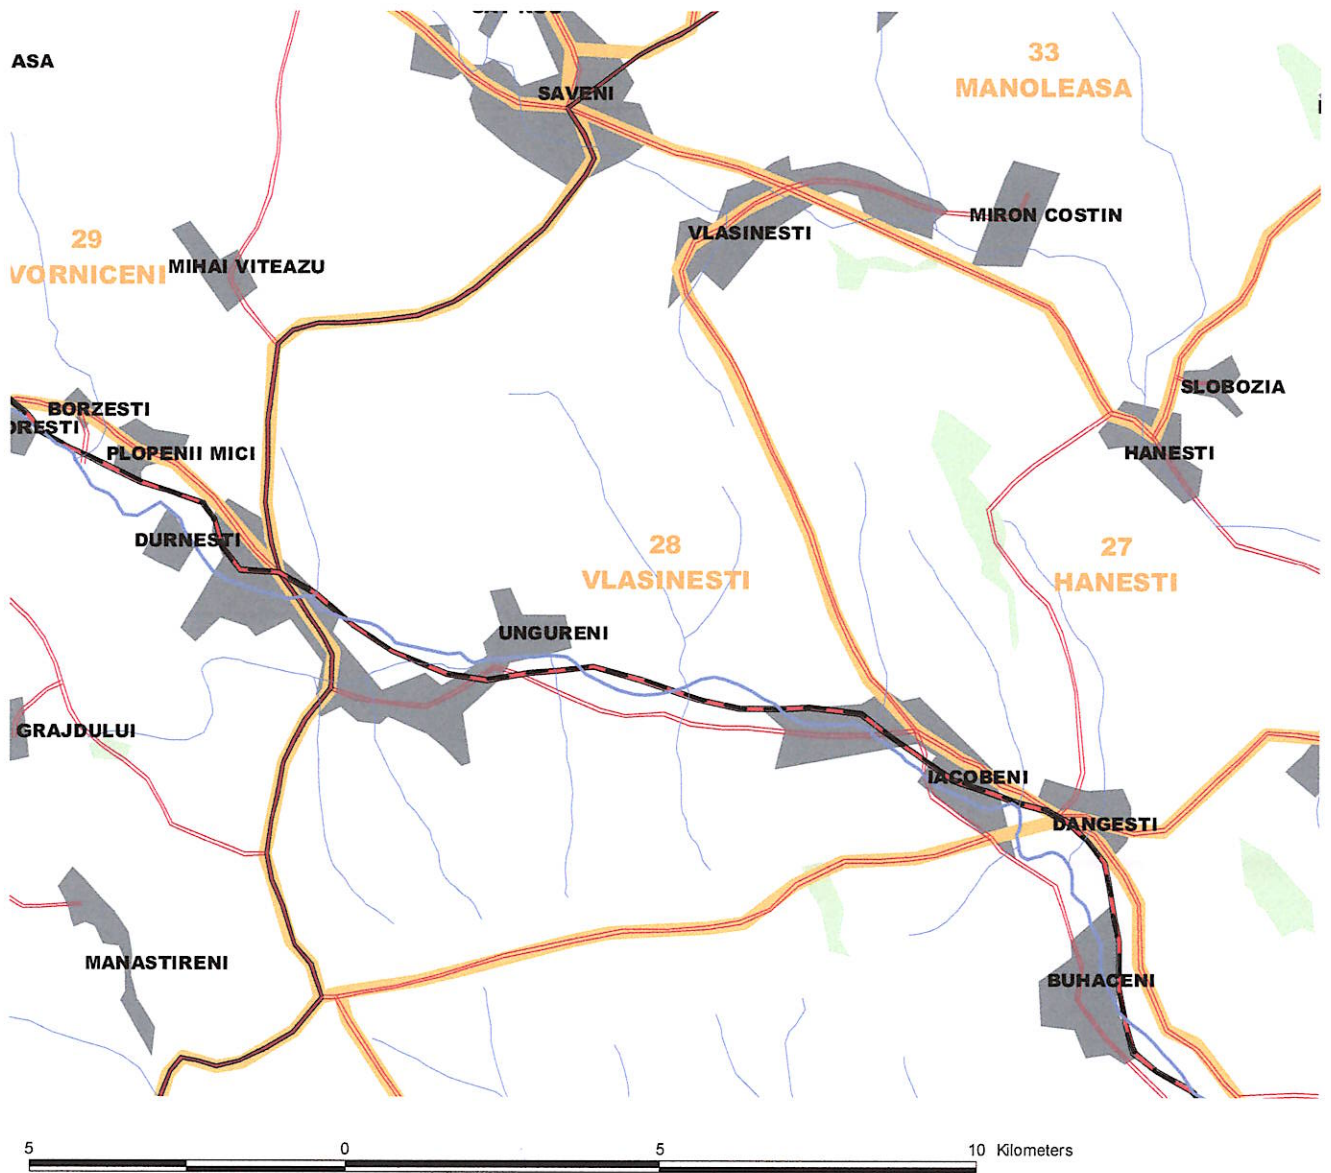 ASA
SAVENI
33
MANOLEASA
MIRON COSTIN
VLASINESTI
29
VORNICENI
MIHAI VITEAZU
SLOBOZIA
BORZESTI
ORESTI
PLOPENII MICI
HANESTI
DURNESTI
28
VLASINESTI
27
HANESTI
UNGURENI
GRAJDULUI
IACOBENI
DANGESTI
MANASTIRENI
BUHACENI
5 0 5 10 Kilometers